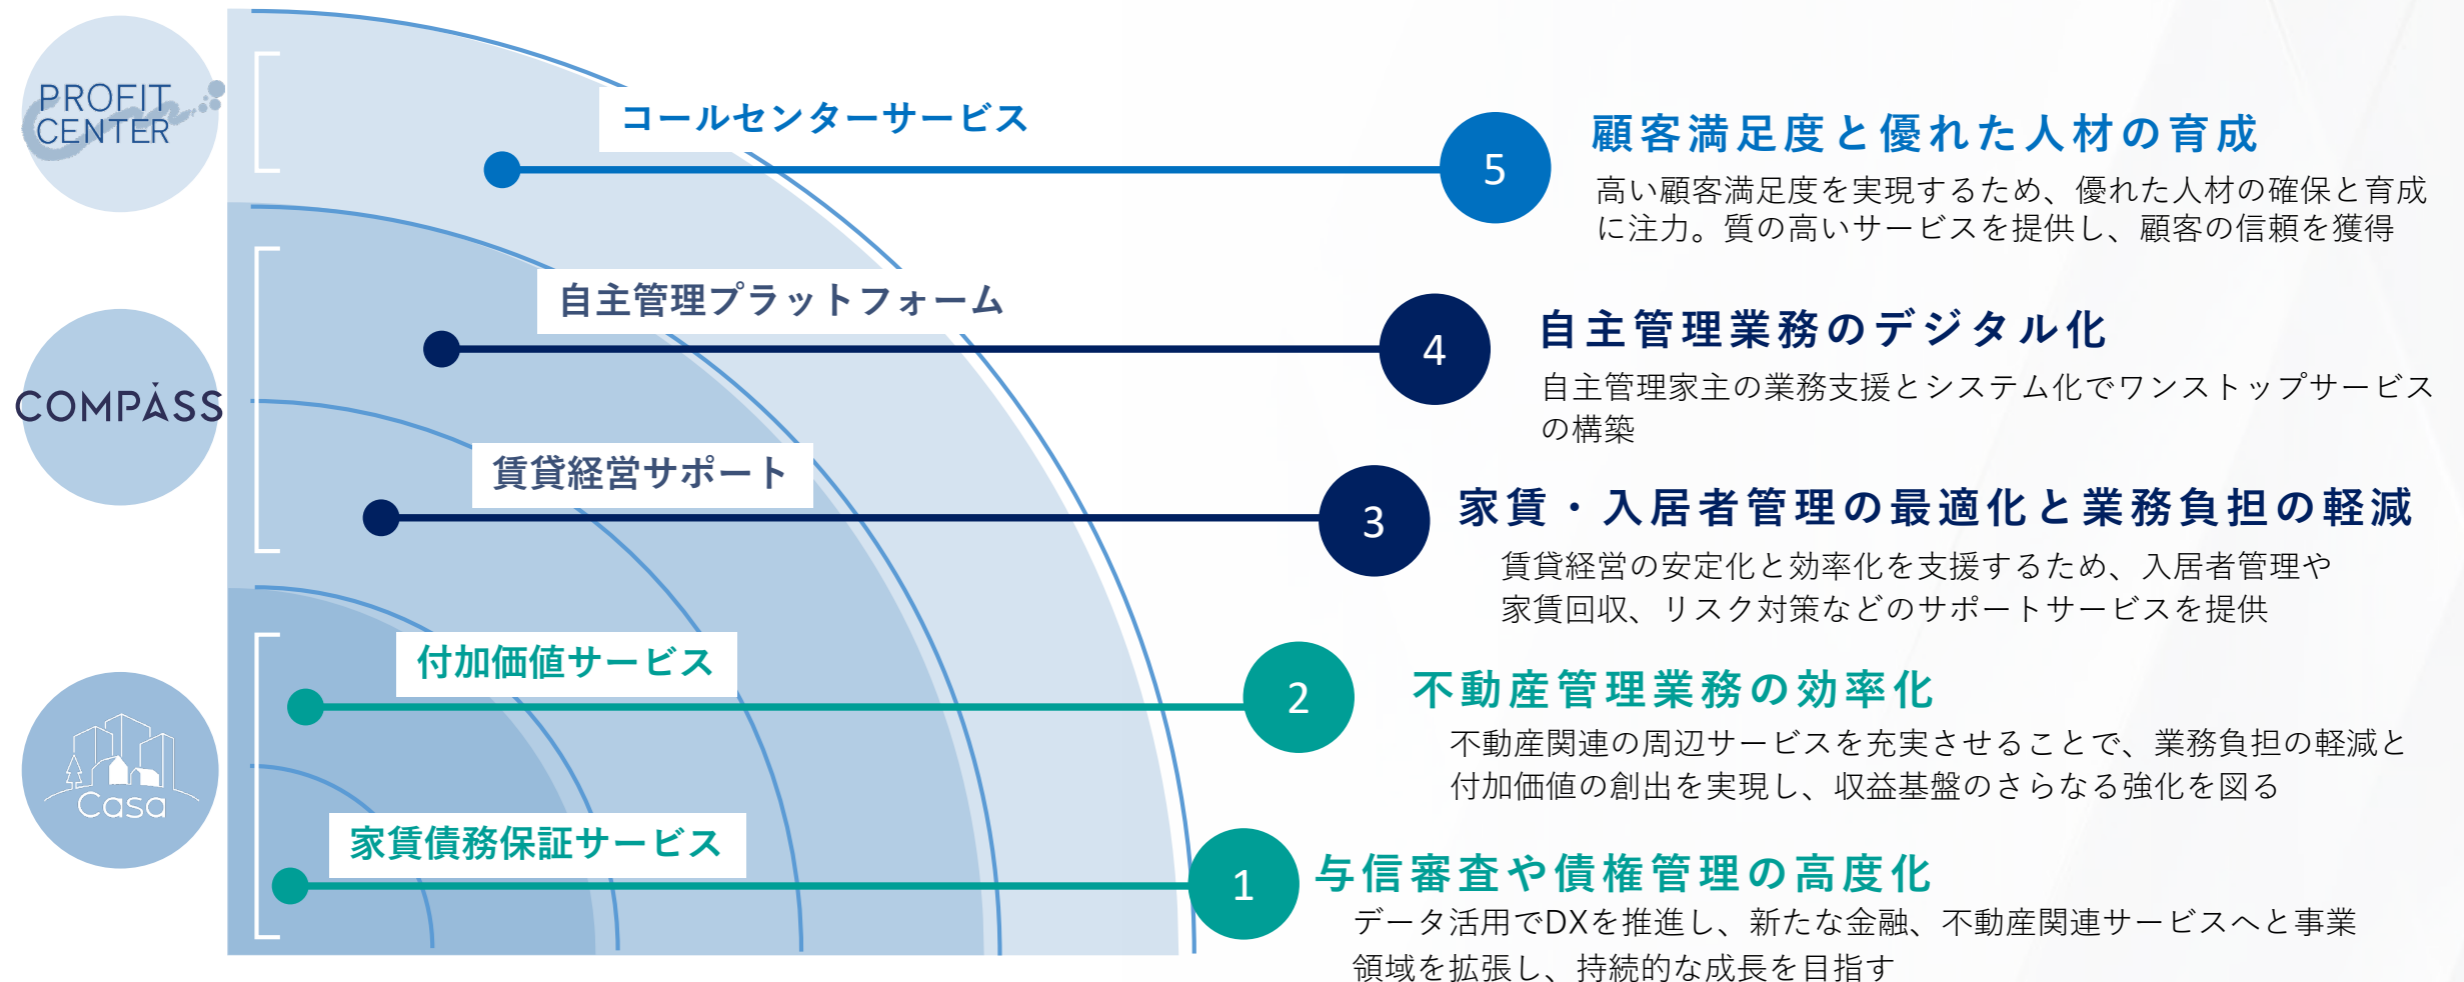 PROFIT
CENTER
コールセンターサービス
5
顧客満足度と優れた人材の育成
高い顧客満足度を実現するため、優れた人材の確保と育成
に注力。質の高いサービスを提供し、顧客の信頼を獲得
COMPASS
自主管理プラットフォーム
4
自主管理業務のデジタル化
自主管理家主の業務支援とシステム化でワンストップサービス
の構築
賃貸経営サポート
3
家賃・入居者管理の最適化と業務負担の軽減
賃貸経営の安定化と効率化を支援するため、入居者管理や
家賃回収、リスク対策などのサポートサービスを提供
Casa
付加価値サービス
2
不動産管理業務の効率化
不動産関連の周辺サービスを充実させることで、業務負担の軽減と
付加価値の創出を実現し、収益基盤のさらなる強化を図る
家賃債務保証サービス
1
与信審査や債権管理の高度化
データ活用でDXを推進し、新たな金融、不動産関連サービスへと事業
領域を拡張し、持続的な成長を目指す